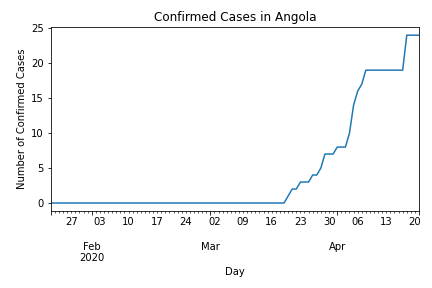 Confirmed Cases in Angola
Number of Confirmed Cases
25
20
15
10
5
0
27 03 10 17 24 02 09 16 23 30 06 13 20
Feb Mar Apr
2020
Day